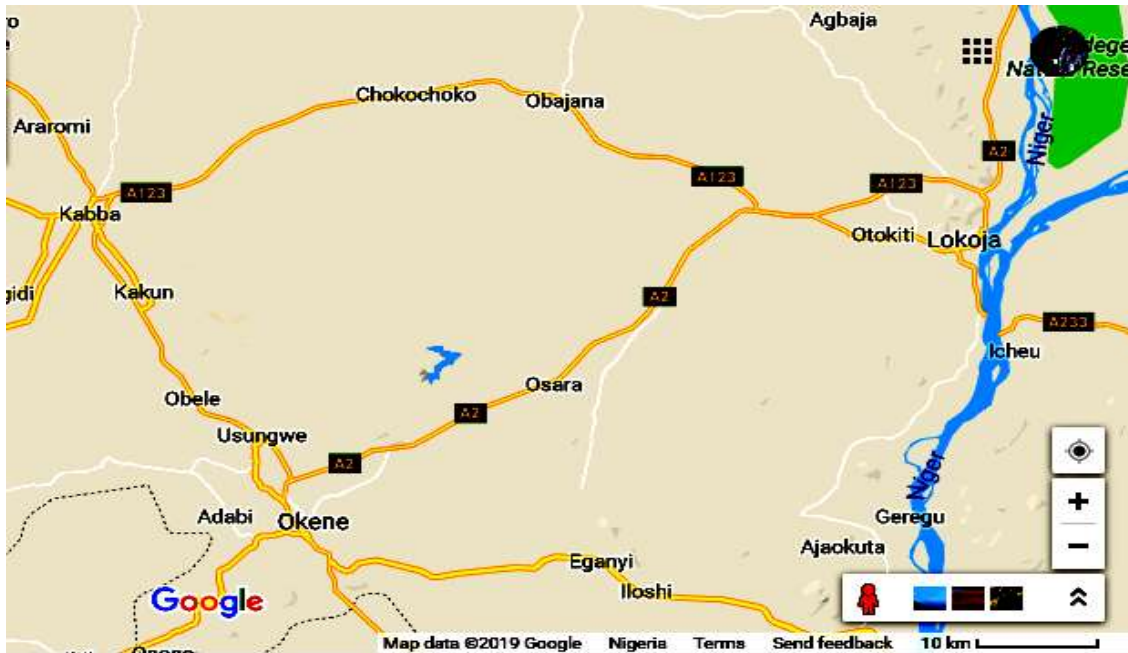 Agbaja
Nature Rese
Chokochoko
Obajana
Araromi
Niger
A2
A123
A123
A123
Kabba
Otokiti
Lokoja
Kakun
A2
A233
Icheu
Osara
Obele
A2
Usungwe
A2
Niger
Adabi
Okene
Geregu
Ajaokuta
Eganyi
Iloshi
Google
Map data ©2019 Google Nigeria Terms Send feedback 10 km